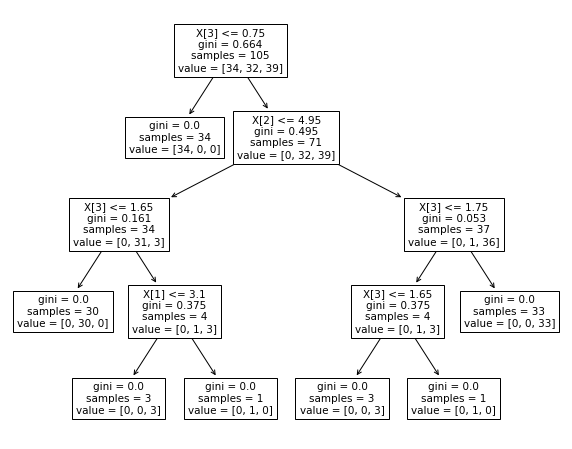 X[3] <= 0.75
gini = 0.664
samples = 105
value = [34, 32, 39]
gini = 0.0
samples = 34
value = [34, 0, 0]
X[2] <= 4.95
gini = 0.495
samples = 71
value = [0, 32, 39]
X[3] <= 1.65
gini = 0.161
samples = 34
value = [0, 31, 3]
X[3] <= 1.75
gini = 0.053
samples = 37
value = [0, 1, 36]
gini = 0.0
samples = 30
value = [0, 30, 0]
X[1] <= 3.1
gini = 0.375
samples = 4
value = [0, 1, 3]
X[3] <= 1.65
gini = 0.375
samples = 4
value = [0, 1, 3]
gini = 0.0
samples = 33
value = [0, 0, 33]
gini = 0.0
samples = 3
value = [0, 0, 3]
gini = 0.0
samples = 1
value = [0, 1, 0]
gini = 0.0
samples = 3
value = [0, 0, 3]
gini = 0.0
samples = 1
value = [0, 1, 0]